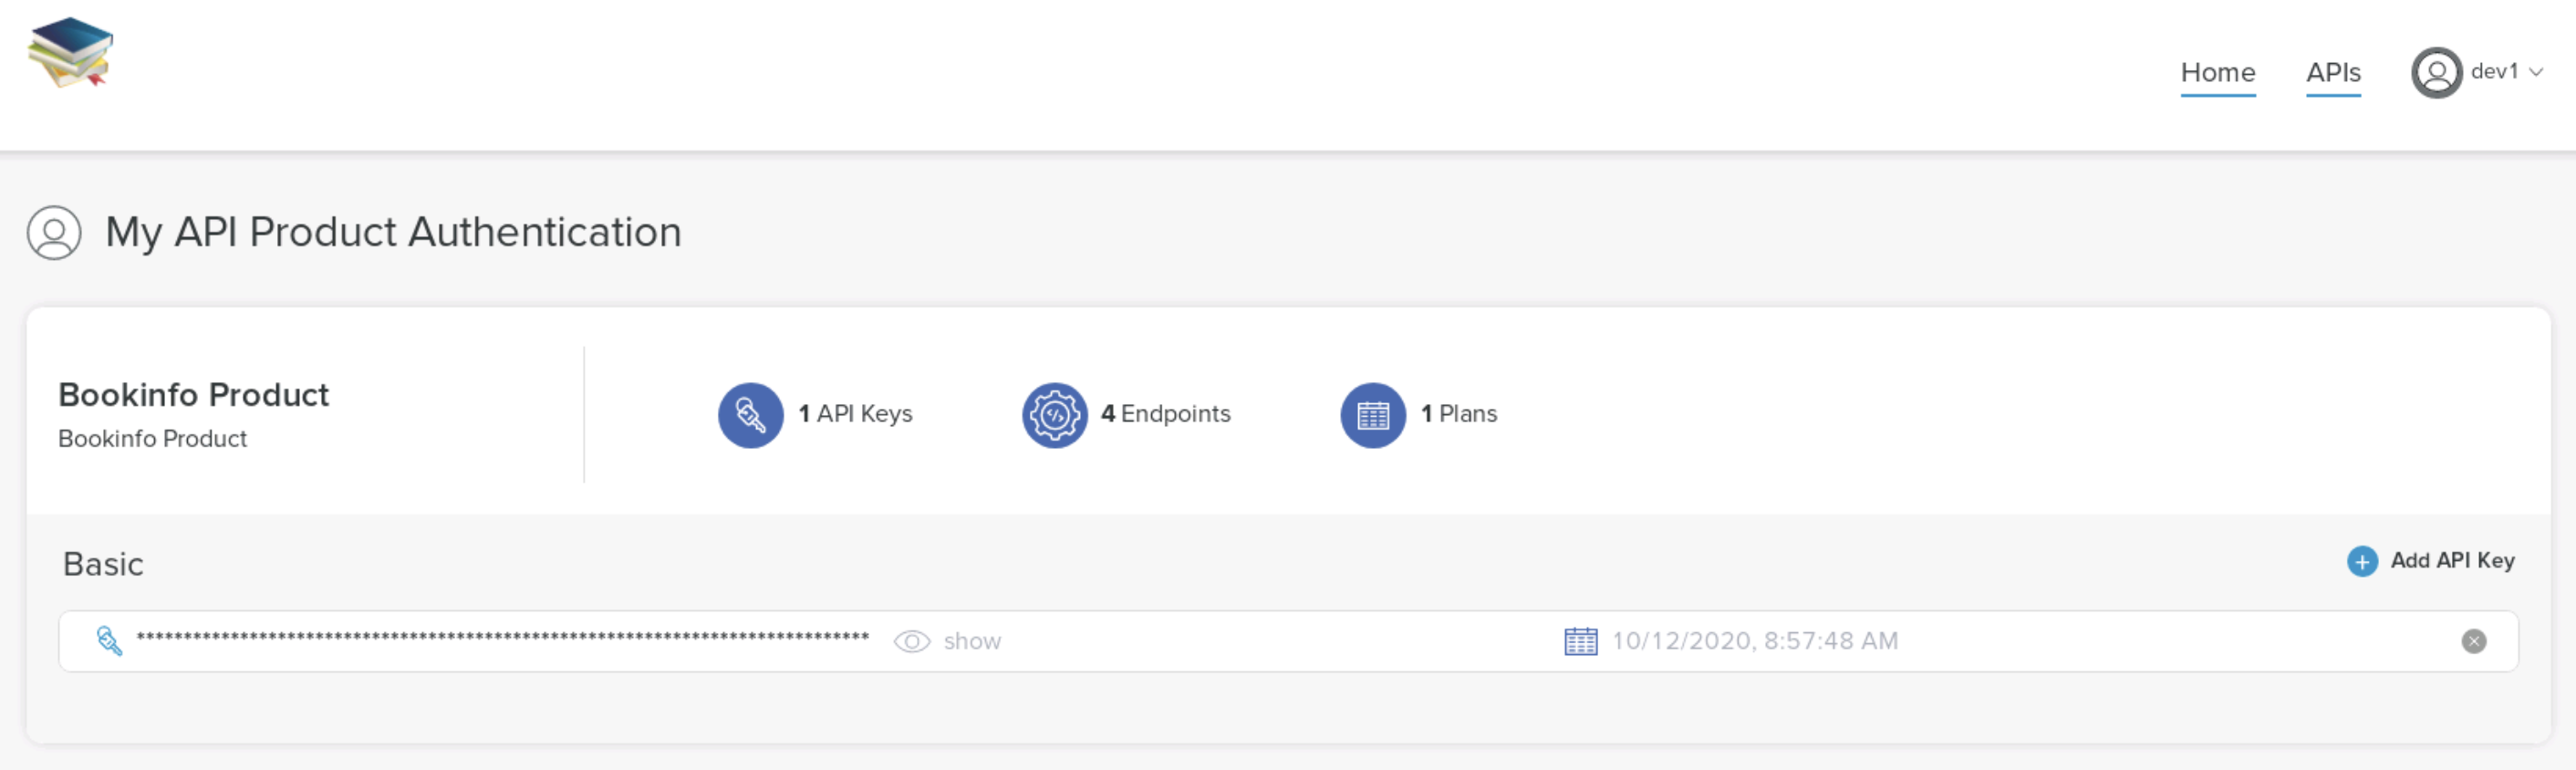 Home APIs dev1
My API Product Authentication
Bookinfo Product
Bookinfo Product
1 API Keys 4 Endpoints 1 Plans
Basic Add API Key
****************************************************************************** show 10/12/2020, 8:57:48 AM